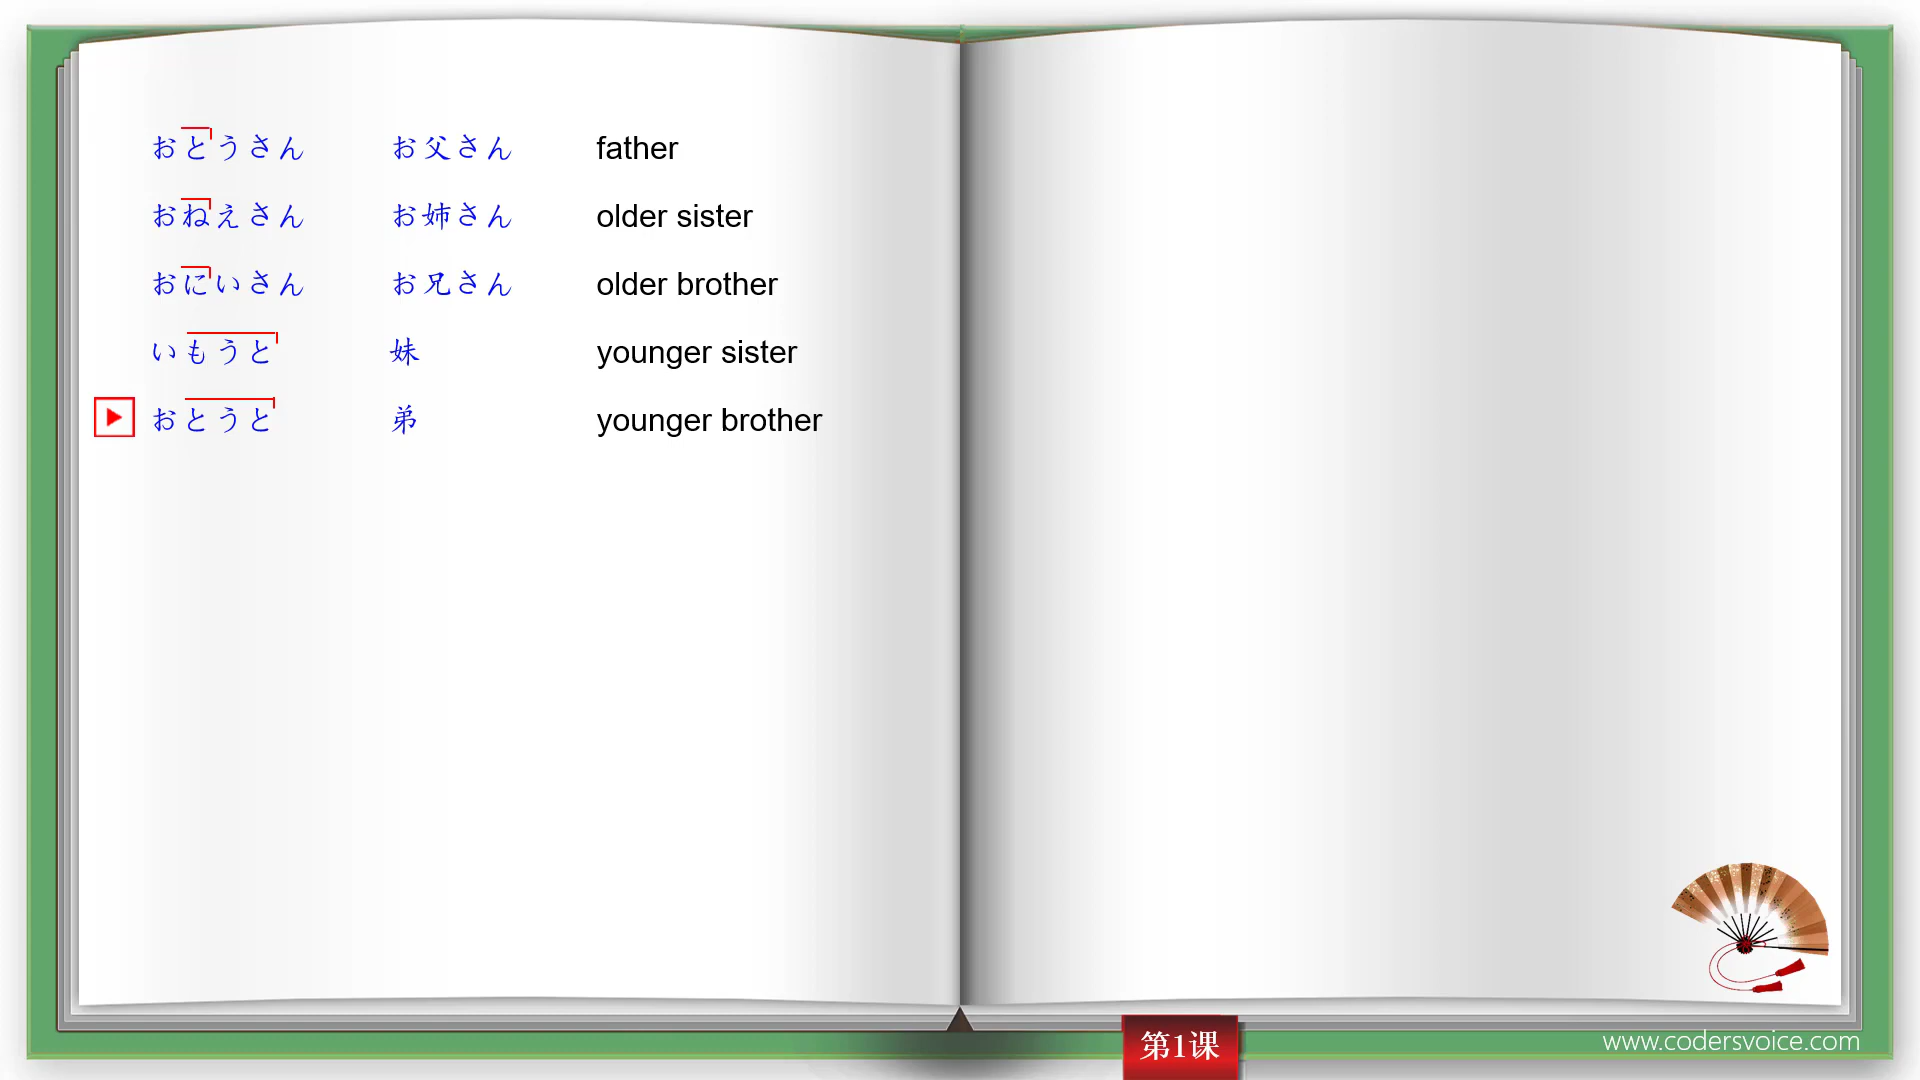 おとうさん お父さん father
おねえさん お姉さん older sister
おにいさん お兄さん older brother
いもうと 妹 younger sister
おとうと 弟 younger brother
第1课
www.codersvoice.com